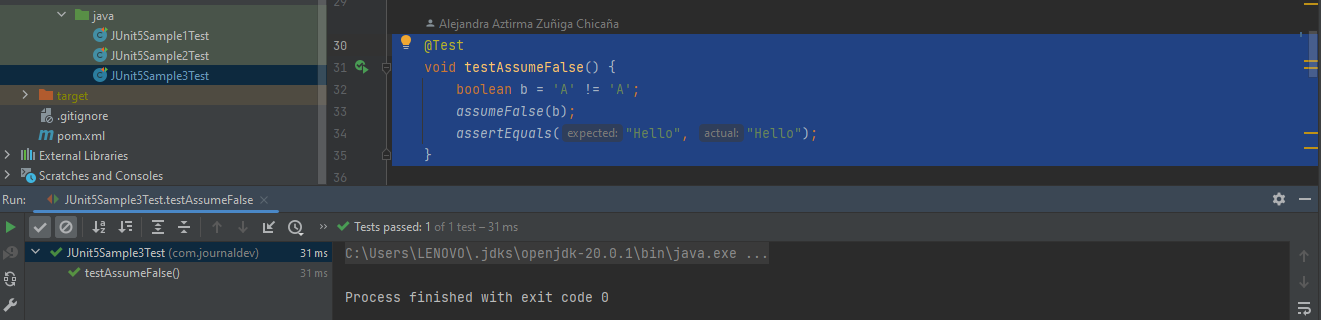 java
JUnit5Sample1Test
JUnit5Sample2Test
JUnit5Sample3Test
target
.gitignore
pom.xml
External Libraries
Scratches and Consoles
29
Alejandra Aztirma Zuñiga Chicaña
30 @Test
31 void testAssumeFalse() {
32 boolean b = 'A' != 'A';
33 assumeFalse(b);
34 assertEquals( expected: "Hello", actual: "Hello");
35 }
36
Run: JUnit5Sample3Test.testAssumeFalse
Tests passed: 1 of 1 test – 31 ms
JUnit5Sample3Test (com.journaldev) 31 ms
testAssumeFalse() 31 ms
C:\Users\LENOVO\.jdks\openjdk-20.0.1\bin\java.exe ...
Process finished with exit code 0